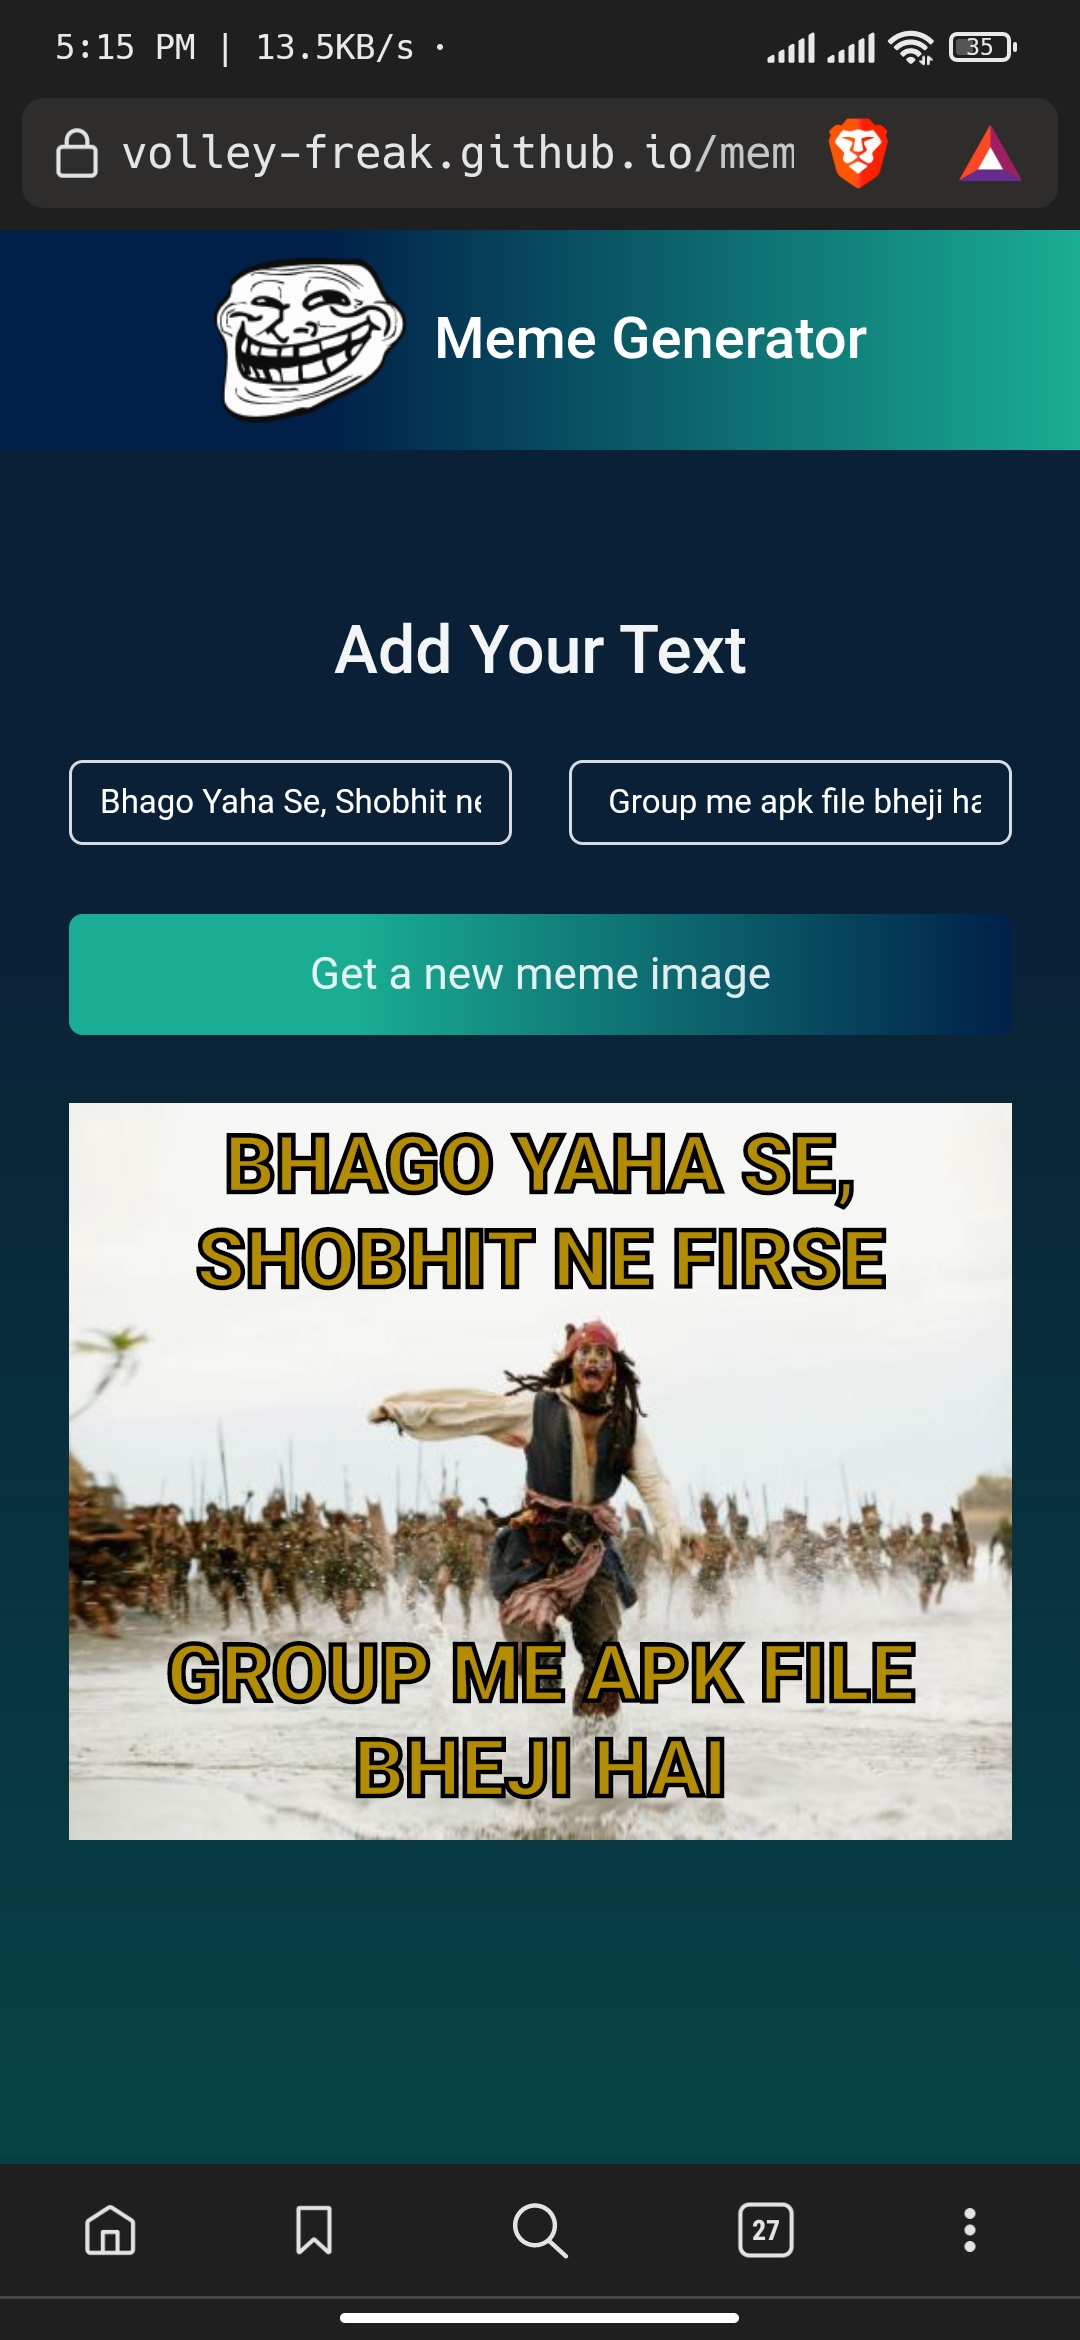 5:15 PM | 13.5KB/s ·
35
volley-freak.github.io/mem
Meme Generator
Add Your Text
Bhago Yaha Se, Shobhit ne
Group me apk file bheji ha
Get a new meme image
BHAGO YAHA SE,
SHOBHIT NE FIRSE
GROUP ME APK FILE
BHEJI HAI
27